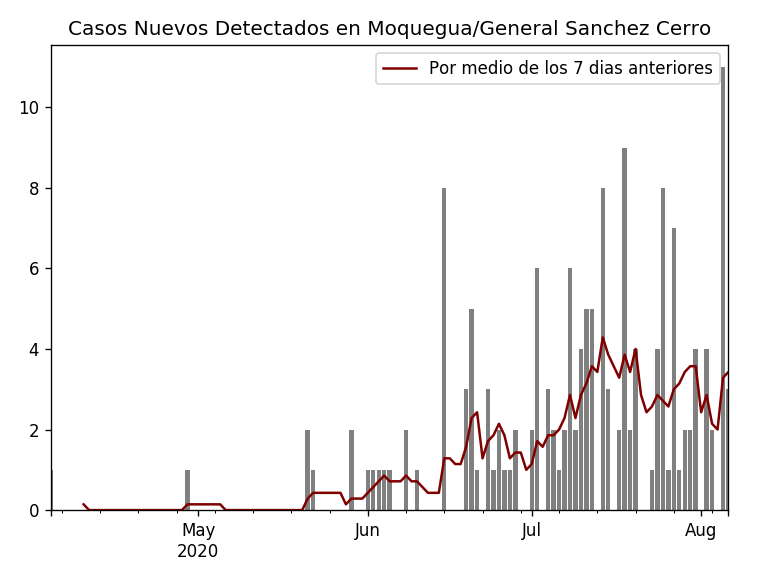 Casos Nuevos Detectados en Moquegua/General Sanchez Cerro
Por medio de los 7 dias anteriores
10
8
6
4
2
0
May Jun Jul Aug
2020